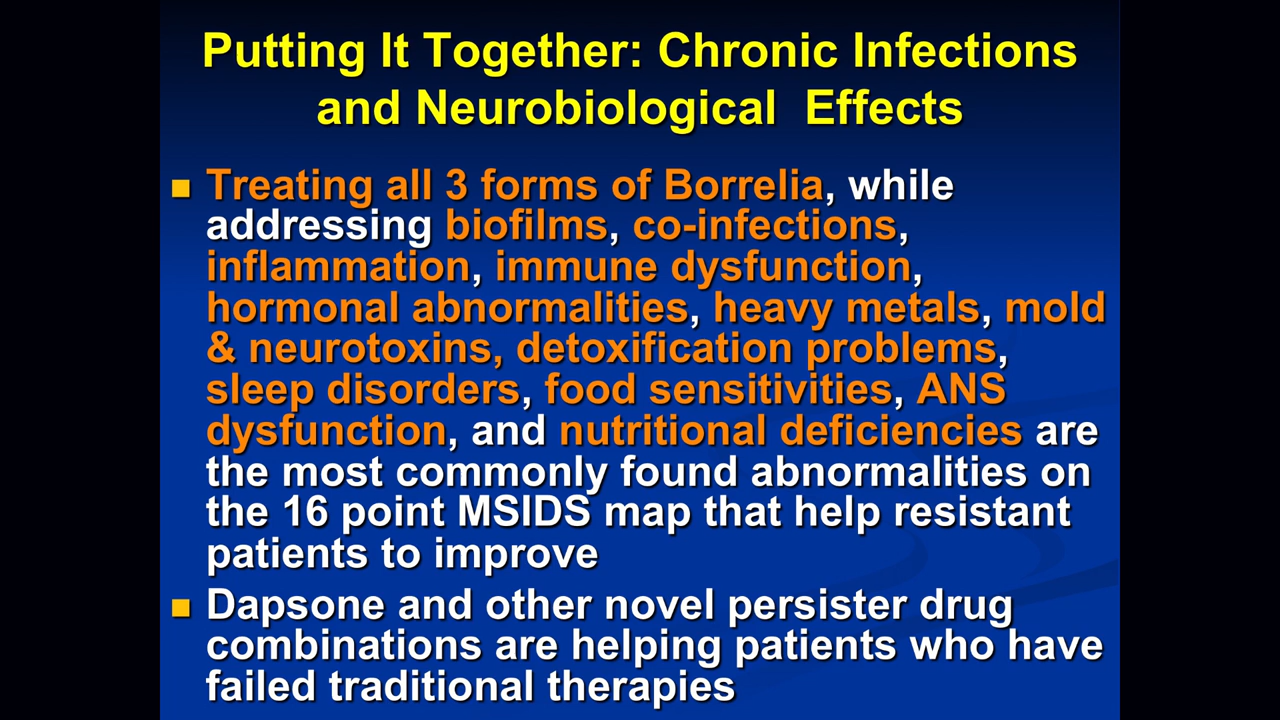 Putting It Together: Chronic Infections
and Neurobiological Effects
Treating all 3 forms of Borrelia, while
addressing biofilms, co-infections,
inflammation, immune dysfunction,
hormonal abnormalities, heavy metals, mold
& neurotoxins, detoxification problems,
sleep disorders, food sensitivities, ANS
dysfunction, and nutritional deficiencies are
the most commonly found abnormalities on
the 16 point MSIDS map that help resistant
patients to improve
Dapsone and other novel persister drug
combinations are helping patients who have
failed traditional therapies